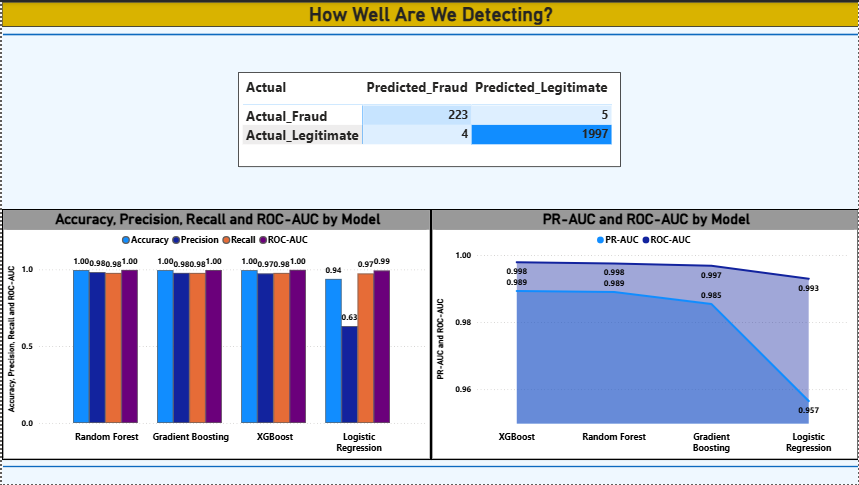 How Well Are We Detecting?
Actual Predicted_Fraud Predicted_Legitimate
Actual_Fraud 223 5
Actual_Legitimate 4 1997
Accuracy, Precision, Recall and ROC-AUC by Model
Accuracy Precision Recall ROC-AUC
Accuracy, Precision, Recall and ROC-AUC
1.0
0.5
0.0
1.00 0.98 0.98 1.00
1.00 0.98 0.98 1.00
1.00 0.97 0.98 1.00
0.94 0.63 0.97 0.99
Random Forest
Gradient Boosting
XGBoost
Logistic
Regression
PR-AUC and ROC-AUC by Model
PR-AUC ROC-AUC
PR-AUC and ROC-AUC
1.00
0.98
0.96
0.998 0.998 0.997 0.993
0.989 0.989 0.985 0.957
XGBoost
Random Forest
Gradient
Boosting
Logistic
Regression